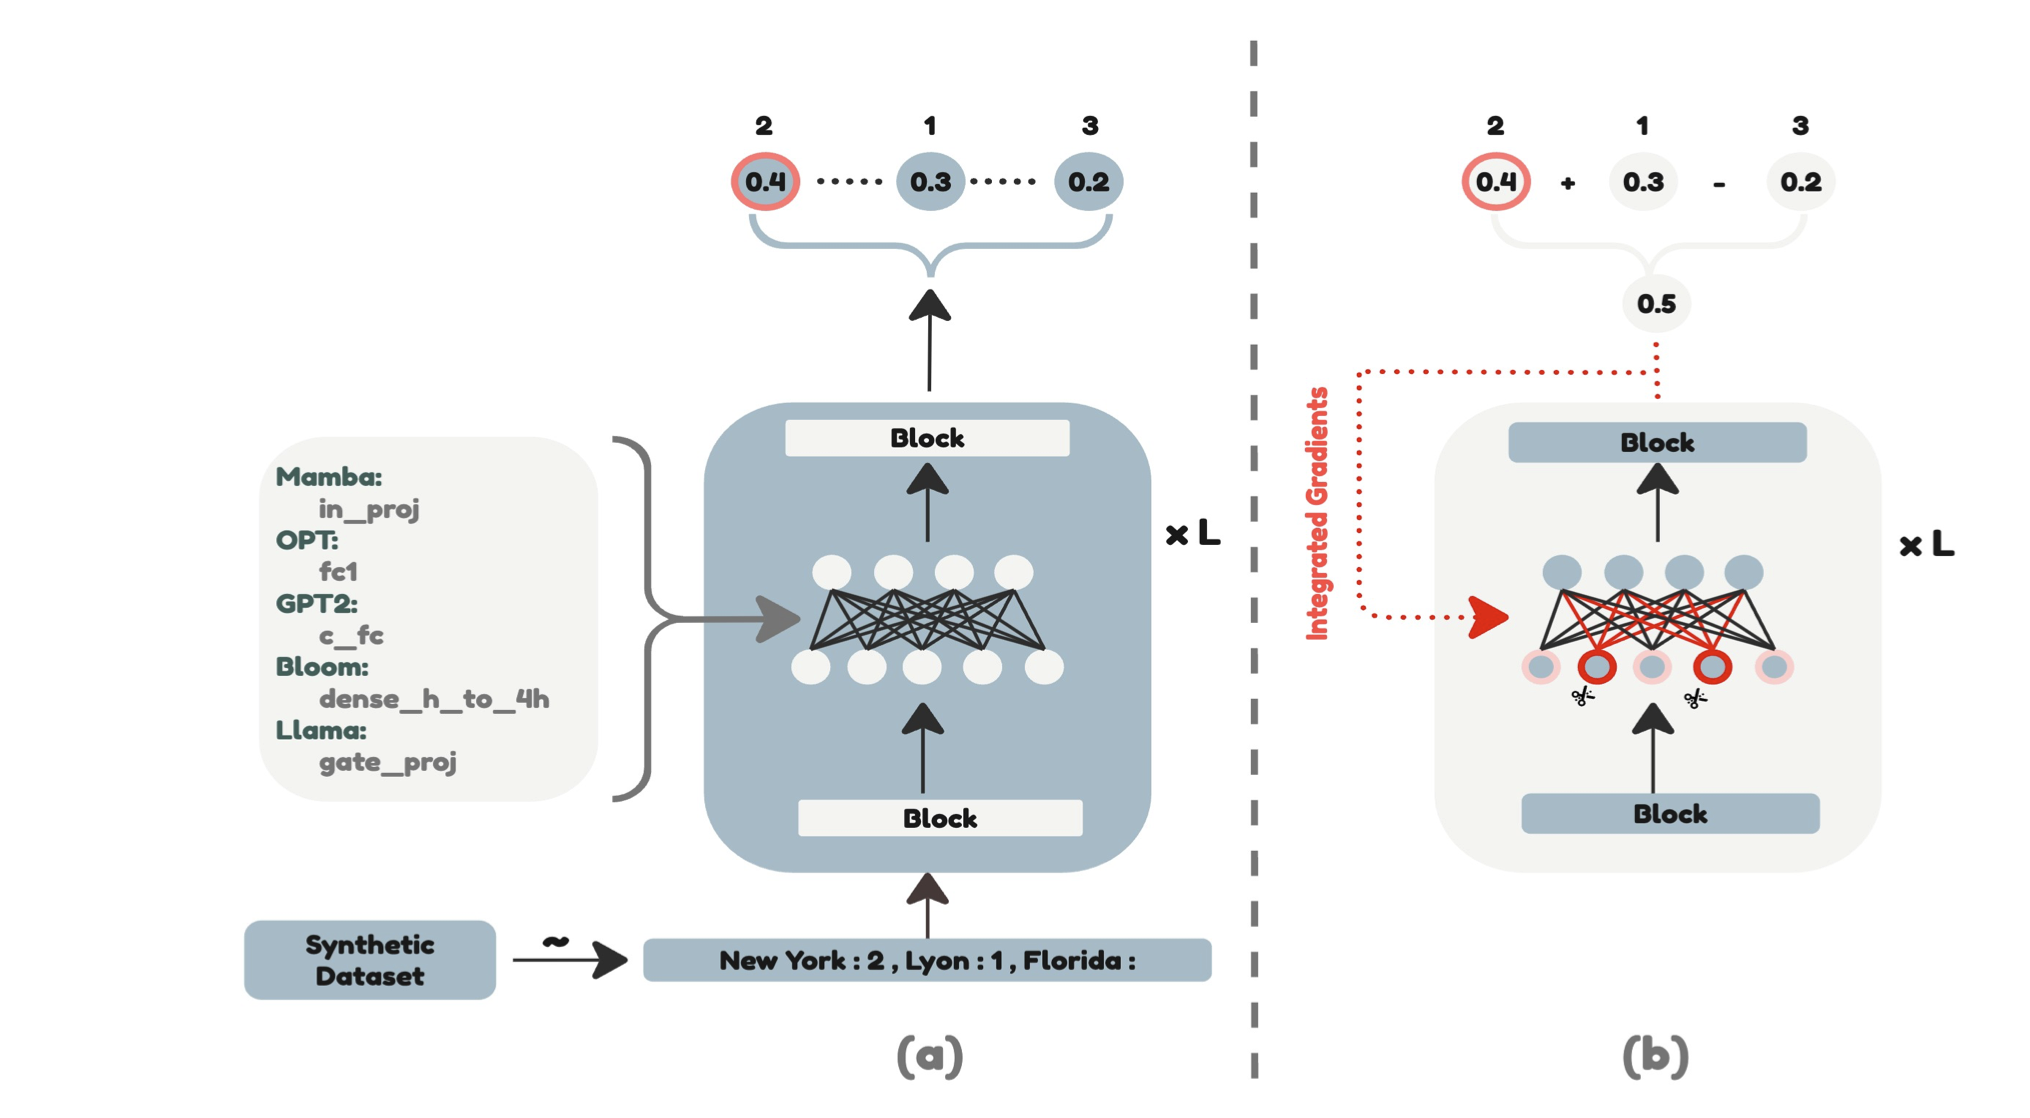 2 1 3
0.4 0.3 0.2
Block
Mamba:
in_proj
OPT:
fc1
GPT2:
c_fc
Bloom:
dense_h_to_4h
Llama:
gate_proj
× L
Block
Synthetic
Dataset
~
New York : 2 , Lyon : 1 , Florida :
(a)
2 1 3
0.4 + 0.3 - 0.2
0.5
Integrated Gradients
Block
× L
Block
(b)